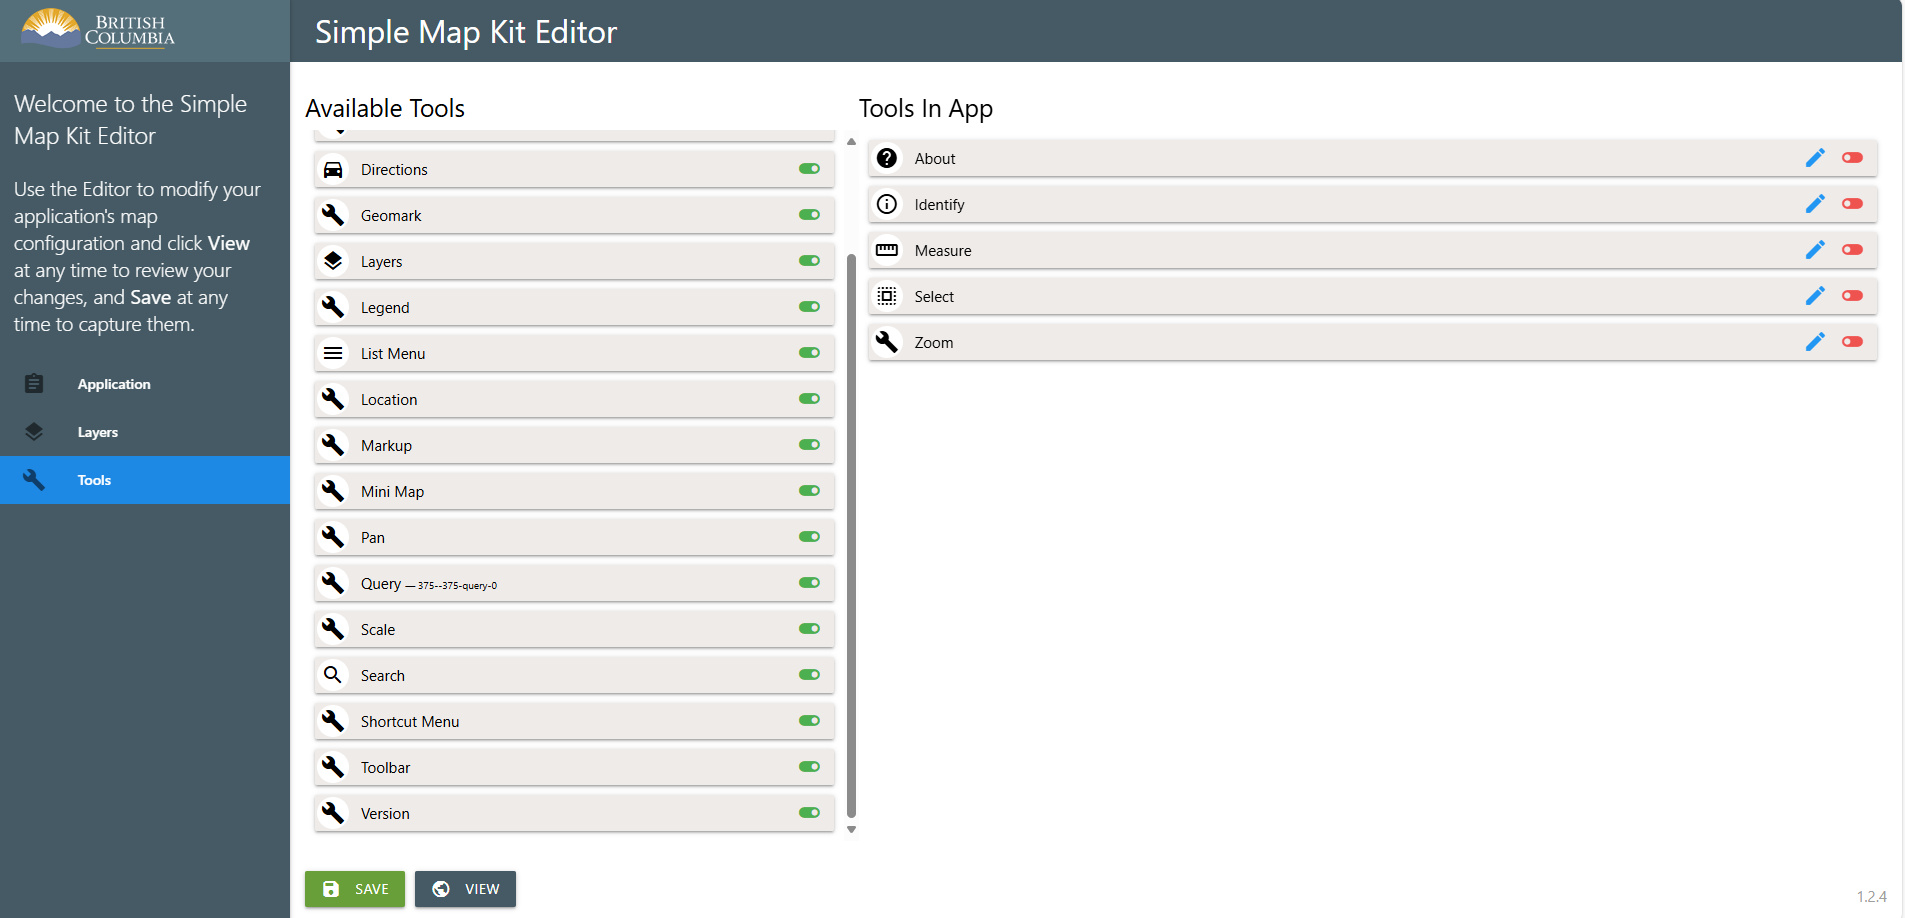 BRITISH
COLUMBIA
Simple Map Kit Editor
Welcome to the Simple
Map Kit Editor
Use the Editor to modify your
application's map
configuration and click View
at any time to review your
changes, and Save at any
time to capture them.
Application
Layers
Tools
Available Tools
Directions
Geomark
Layers
Legend
List Menu
Location
Markup
Mini Map
Pan
Query — 375--375-query-0
Scale
Search
Shortcut Menu
Toolbar
Version
Tools In App
About
Identify
Measure
Select
Zoom
SAVE
VIEW
1.2.4